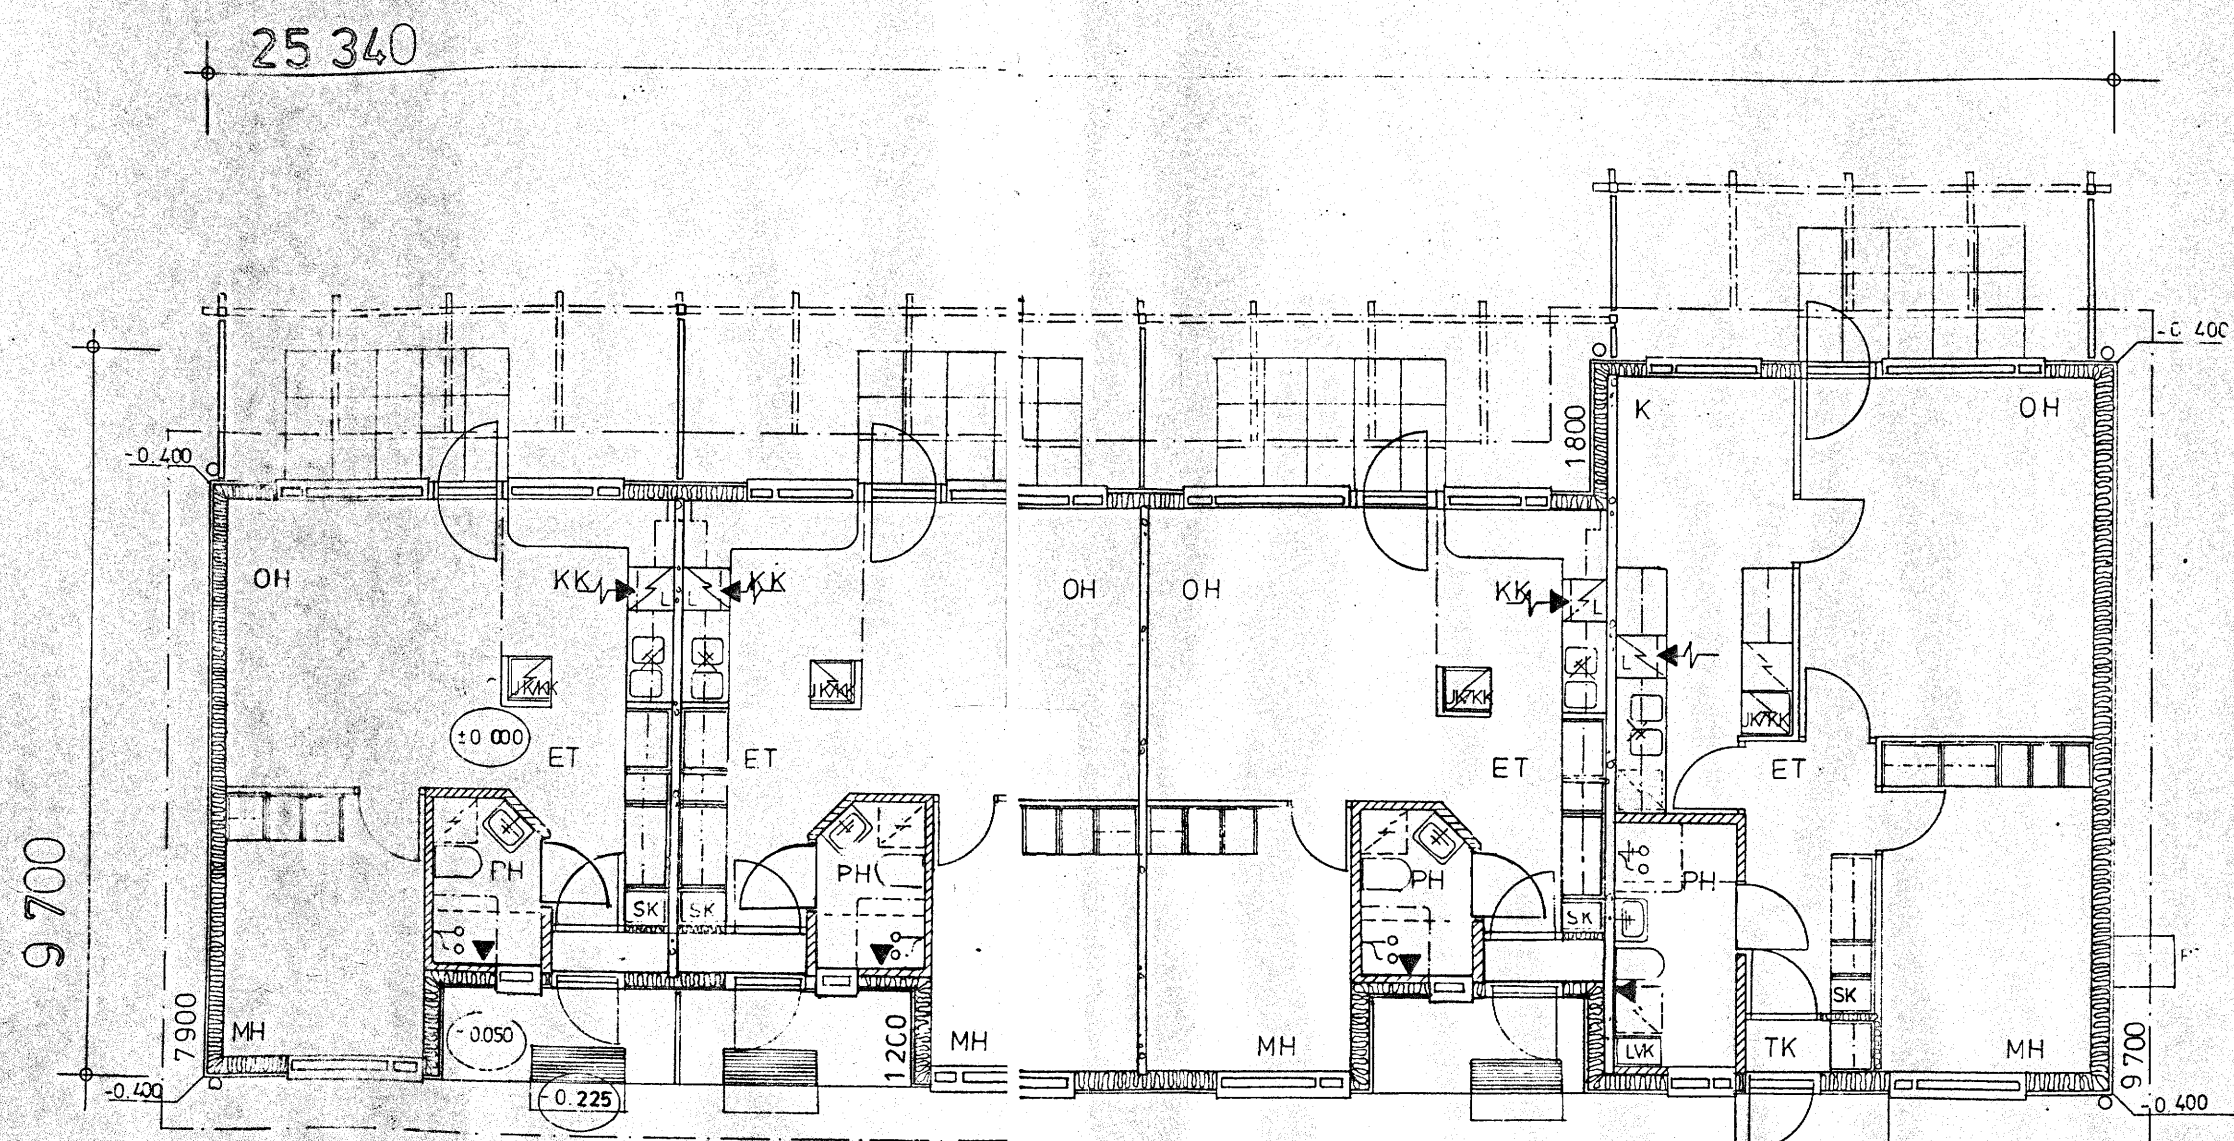 25 340
-0.400
1800
K
OH
-0.400
OH
KK
L
L
KK
OH
OH
KK
L
L
JK/KK
JK/KK
JK/KK
JK/KK
±0.000
ET
ET
ET
ET
9 700
PH
PH
PH
PH
SK
SK
SK
SK
7900
MH
-0.050
1200
MH
MH
LVK
TK
MH
9700
-0.400
-0.225
-0.400